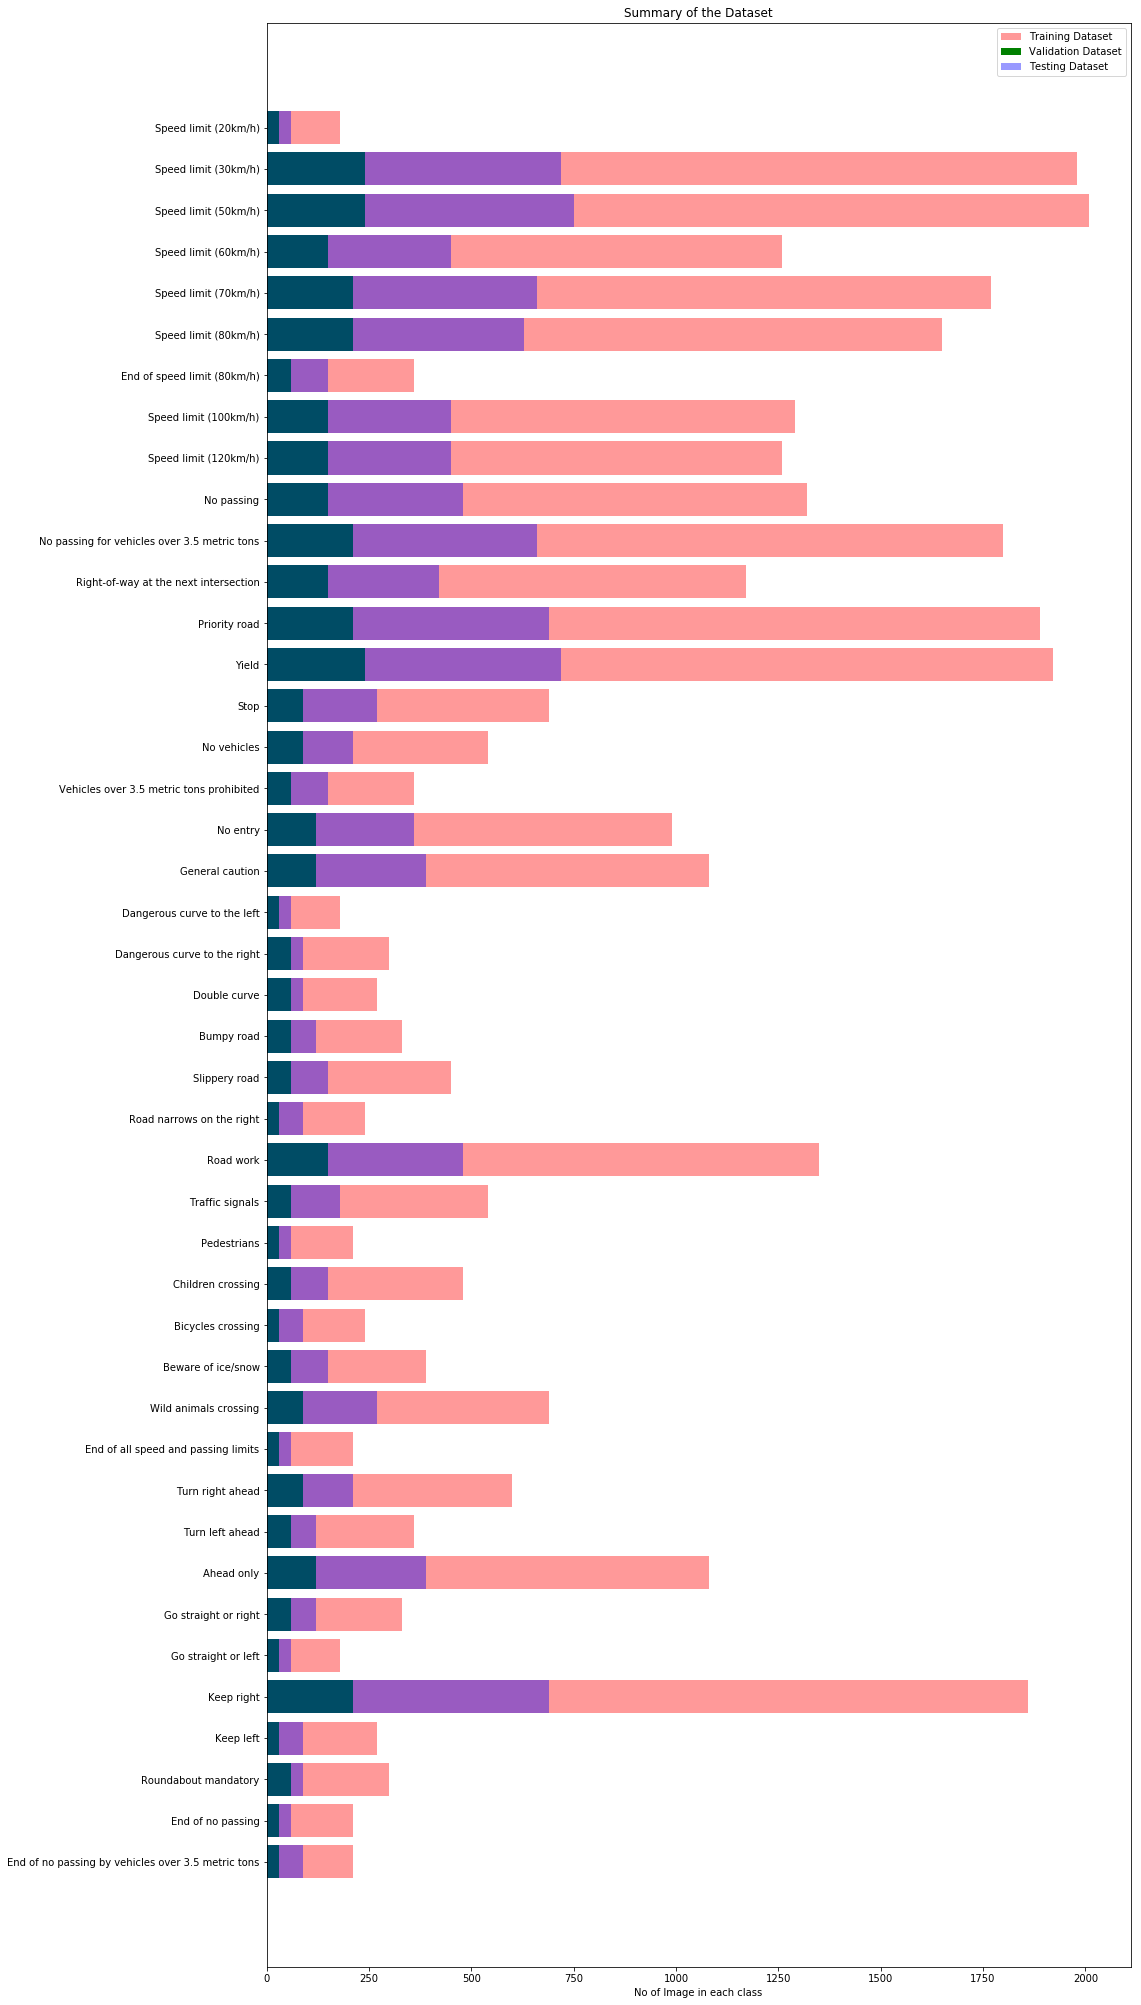 Summary of the Dataset
Training Dataset
Validation Dataset
Testing Dataset
Speed limit (20km/h)
Speed limit (30km/h)
Speed limit (50km/h)
Speed limit (60km/h)
Speed limit (70km/h)
Speed limit (80km/h)
End of speed limit (80km/h)
Speed limit (100km/h)
Speed limit (120km/h)
No passing
No passing for vehicles over 3.5 metric tons
Right-of-way at the next intersection
Priority road
Yield
Stop
No vehicles
Vehicles over 3.5 metric tons prohibited
No entry
General caution
Dangerous curve to the left
Dangerous curve to the right
Double curve
Bumpy road
Slippery road
Road narrows on the right
Road work
Traffic signals
Pedestrians
Children crossing
Bicycles crossing
Beware of ice/snow
Wild animals crossing
End of all speed and passing limits
Turn right ahead
Turn left ahead
Ahead only
Go straight or right
Go straight or left
Keep right
Keep left
Roundabout mandatory
End of no passing
End of no passing by vehicles over 3.5 metric tons
0 250 500 750 1000 1250 1500 1750 2000
No of Image in each class